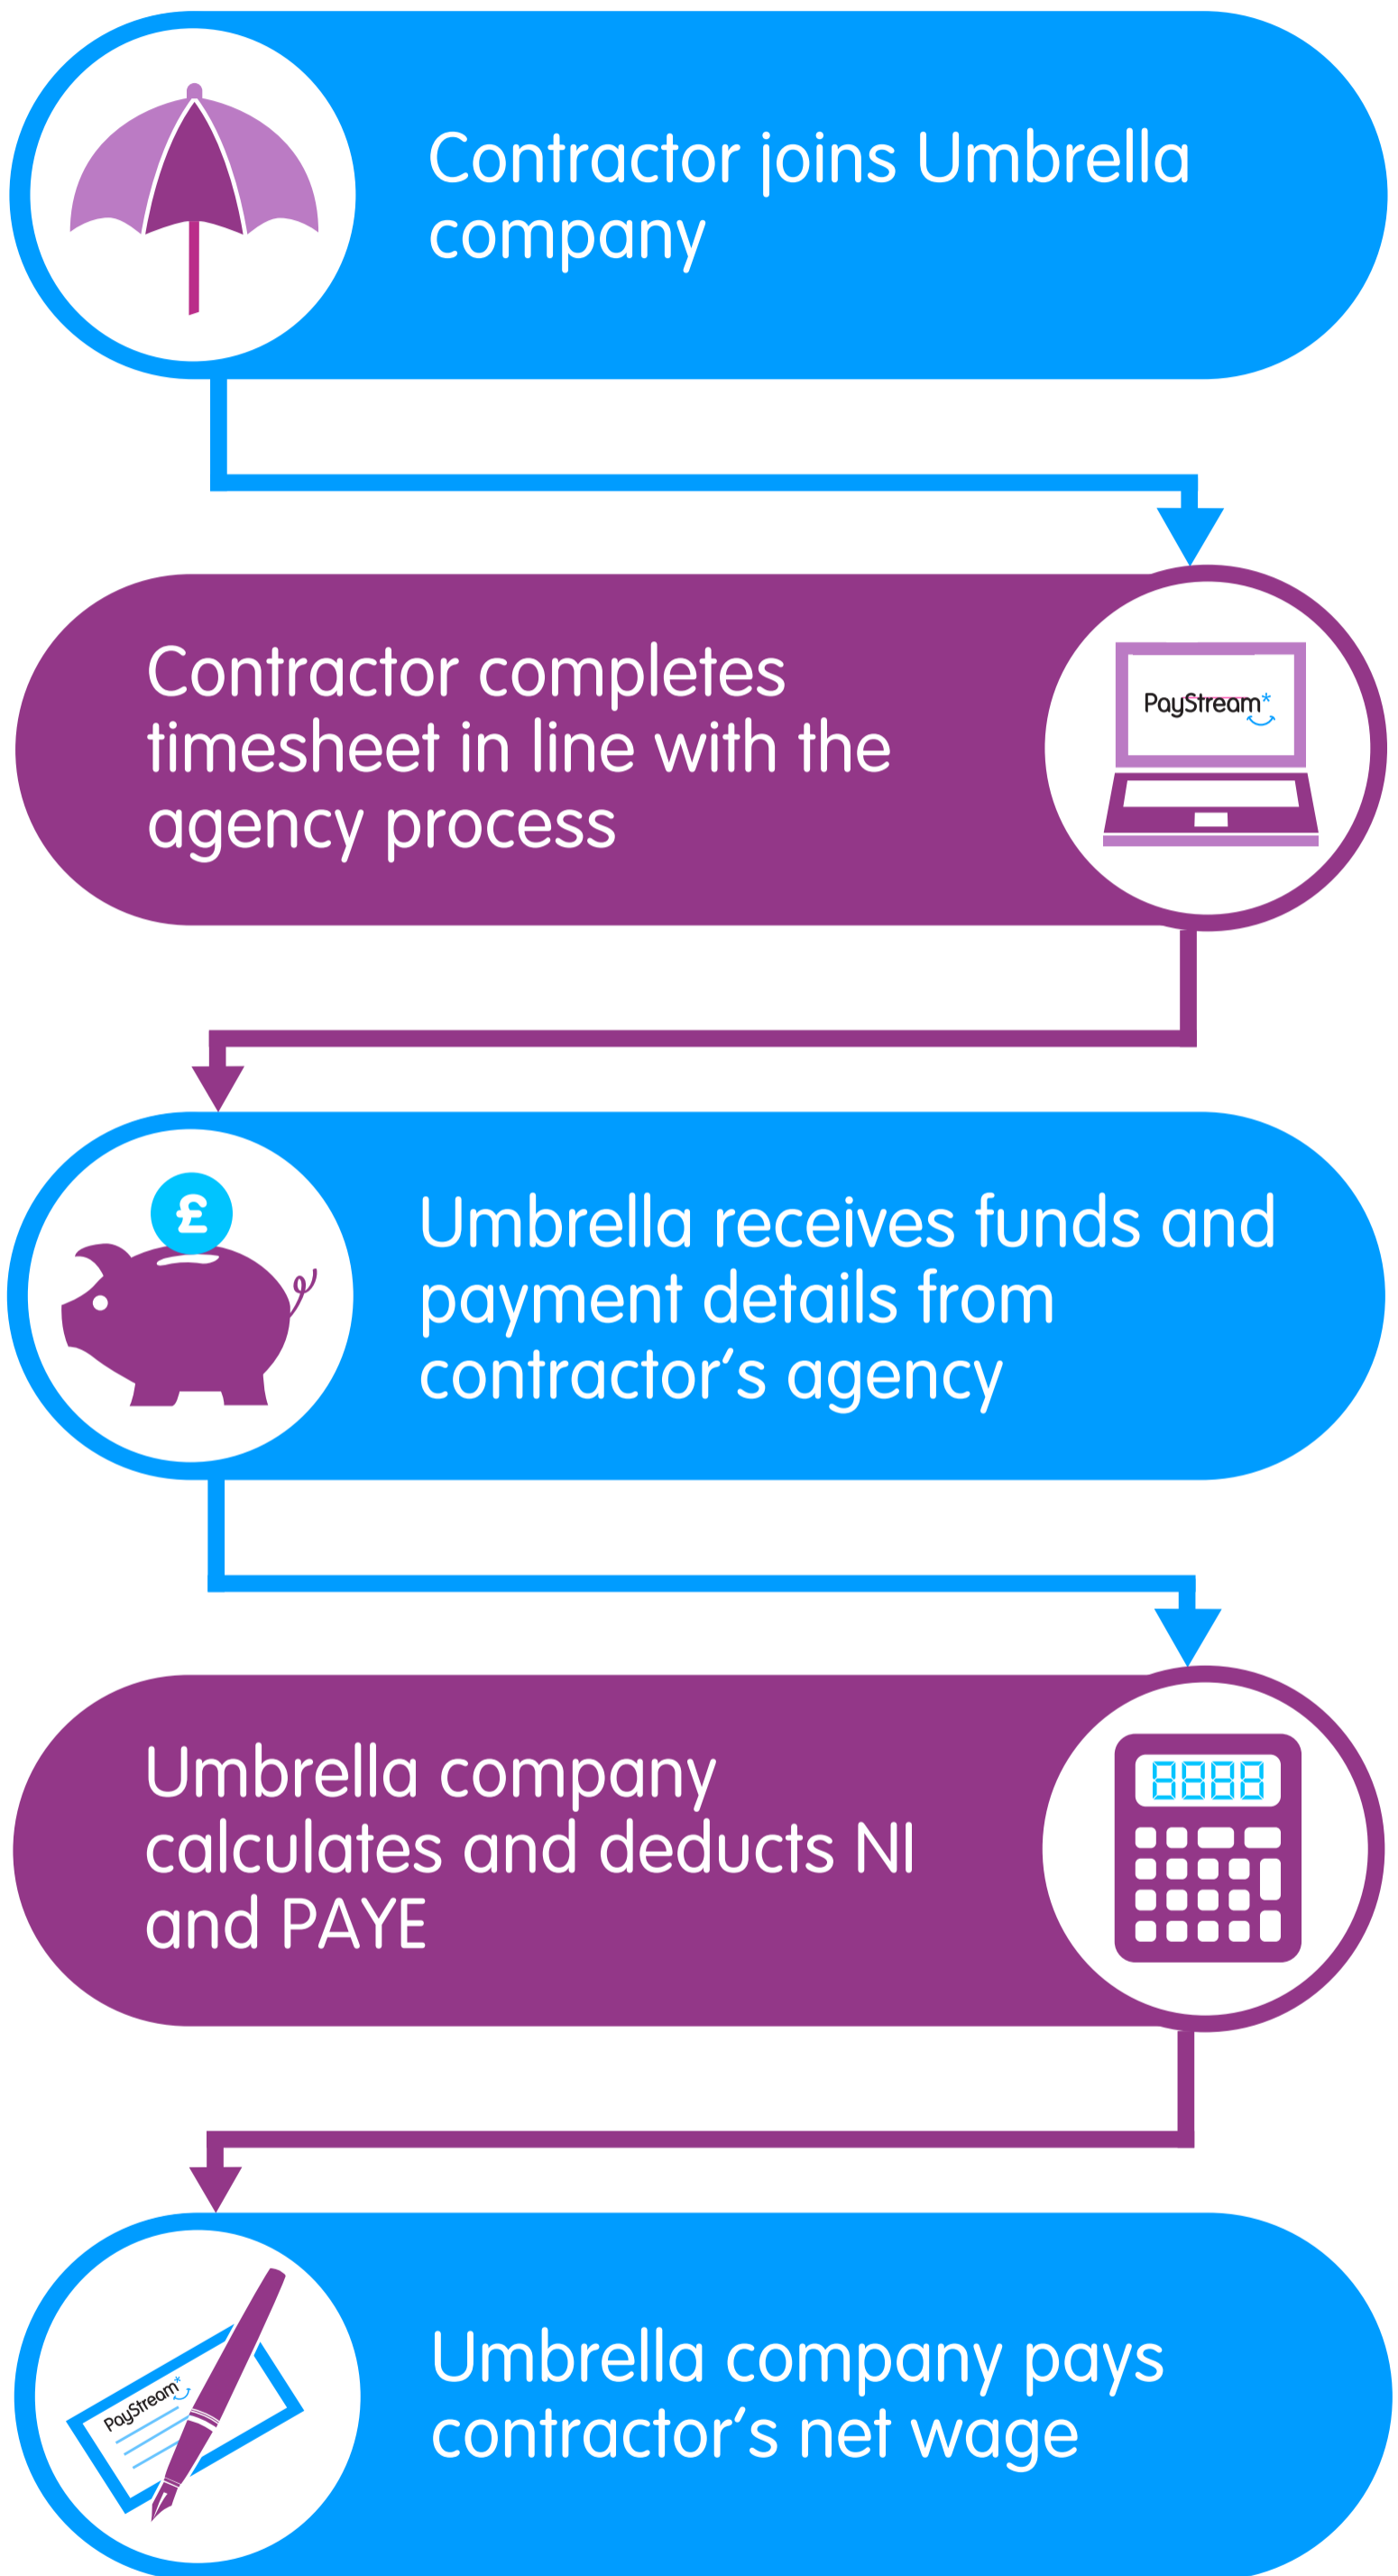 Contractor joins Umbrella
company
Contractor completes
timesheet in line with the
agency process
PayStream*
£
Umbrella receives funds and
payment details from
contractor's agency
Umbrella company
calculates and deducts NI
and PAYE
8888
PayStream*
Umbrella company pays
contractor's net wage